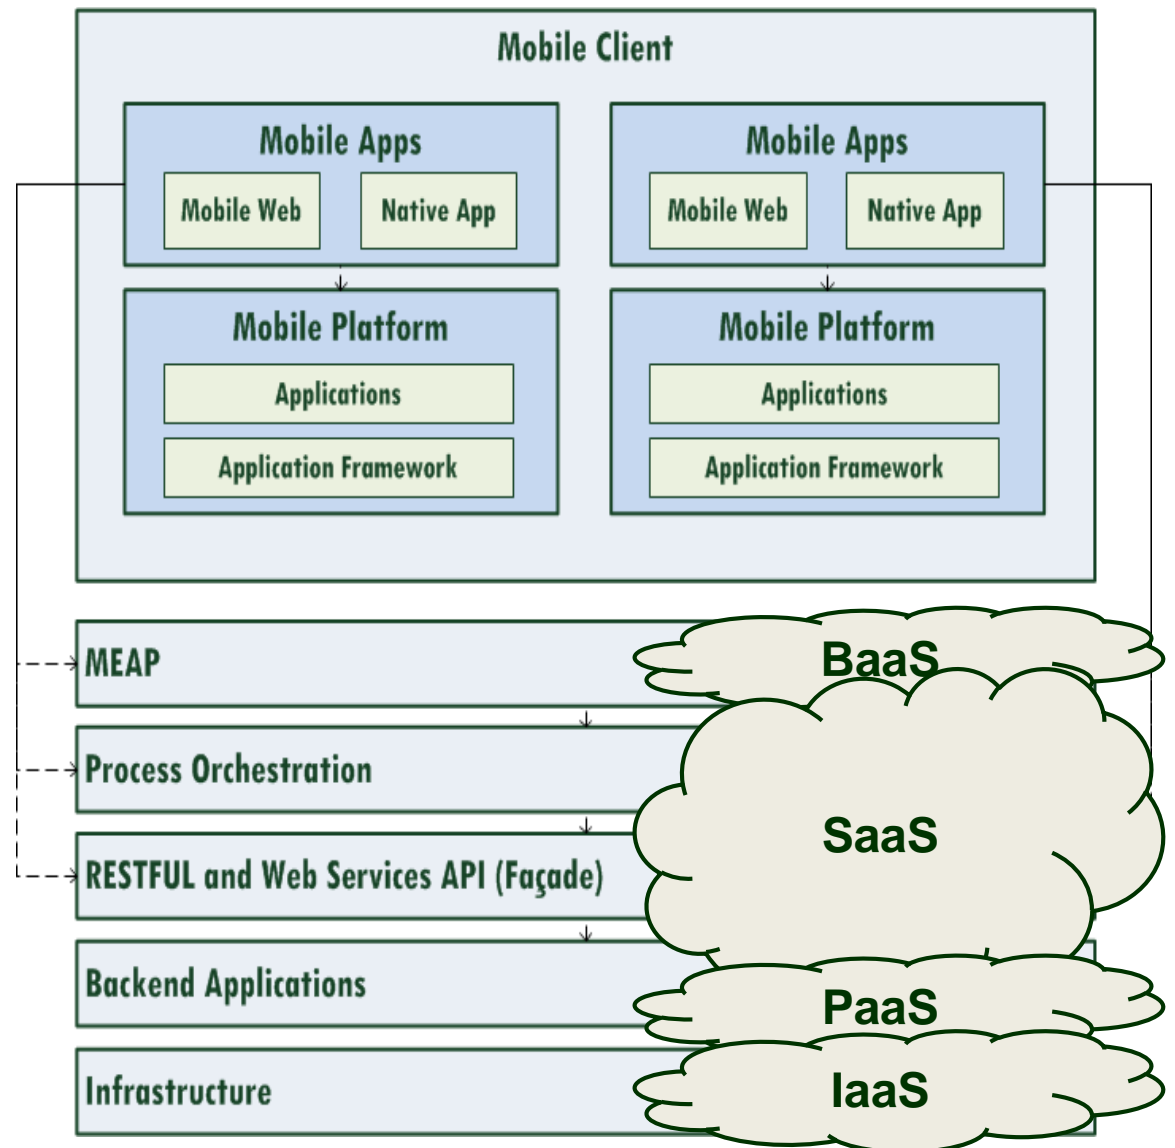 Mobile Client
Mobile Apps
Mobile Web
Native App
Mobile Platform
Applications
Application Framework
Mobile Apps
Mobile Web
Native App
Mobile Platform
Applications
Application Framework
MEAP
BaaS
Process Orchestration
SaaS
RESTFUL and Web Services API (Façade)
Backend Applications
PaaS
Infrastructure
IaaS